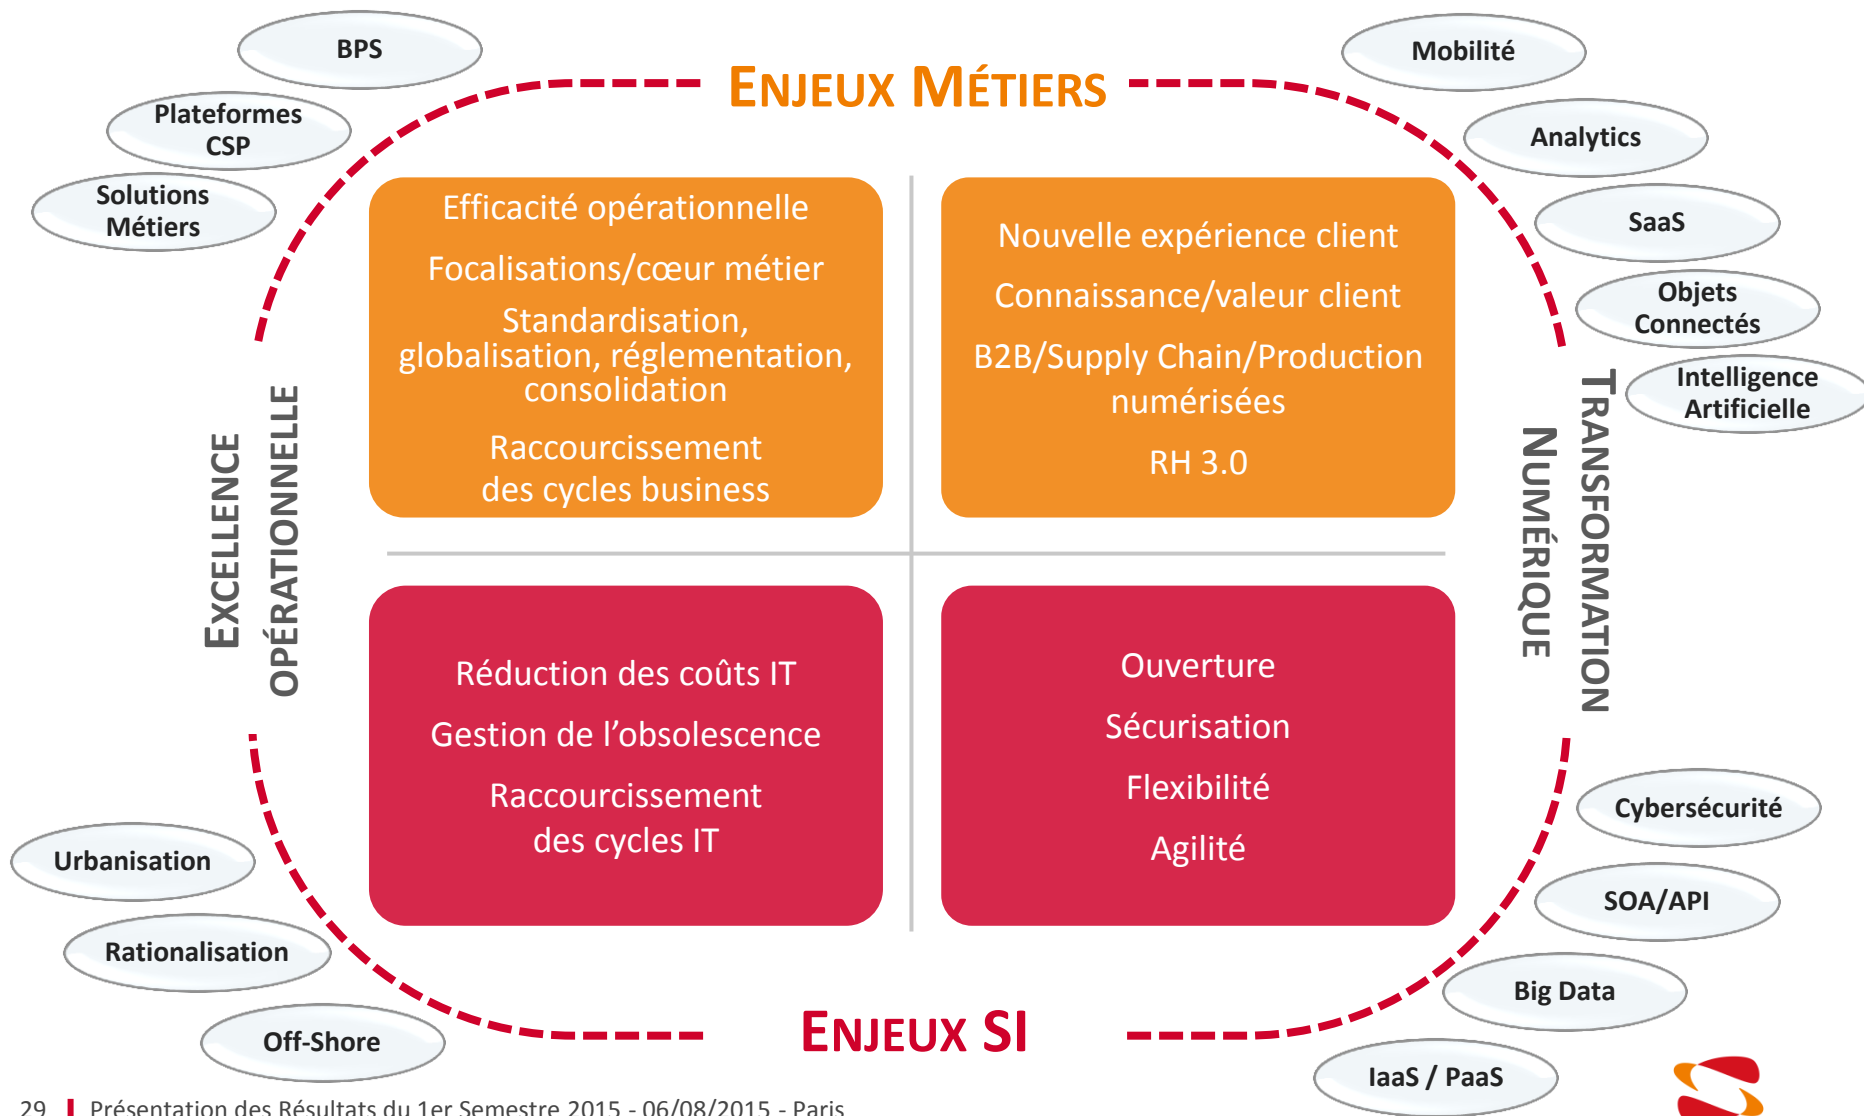 BPS
Plateformes
CSP
Solutions
Métiers
ENJEUX MÉTIERS
Mobilité
Analytics
SaaS
Objets
Connectés
Intelligence
Artificielle
EXCELLENCE
OPÉRATIONNELLE
Efficacité opérationnelle
Focalisations/cœur métier
Standardisation,
globalisation, réglementation,
consolidation
Raccourcissement
des cycles business
Nouvelle expérience client
Connaissance/valeur client
B2B/Supply Chain/Production
numérisées
RH 3.0
TRANSFORMATION
NUMÉRIQUE
Réduction des coûts IT
Gestion de l’obsolescence
Raccourcissement
des cycles IT
Ouverture
Sécurisation
Flexibilité
Agilité
Urbanisation
Rationalisation
Off-Shore
ENJEUX SI
Cybersécurité
SOA/API
Big Data
IaaS / PaaS
29 Présentation des Résultats du 1er Semestre 2015 - 06/08/2015 - Paris